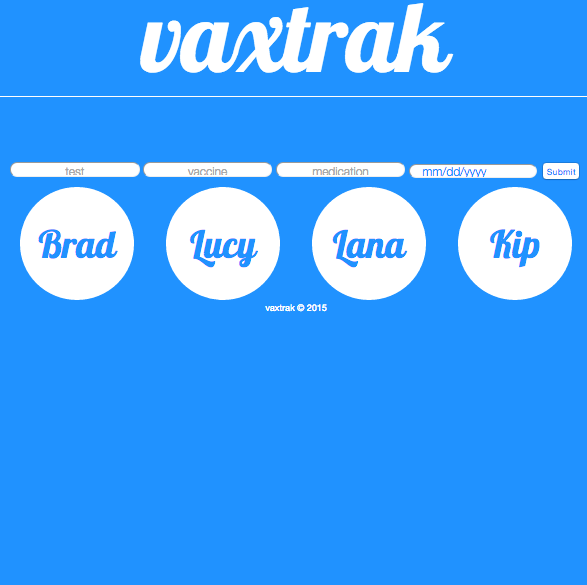 vaxtrak
test vaccine medication mm/dd/yyyy Submit
Brad Lucy Lana Kip
vaxtrak © 2015